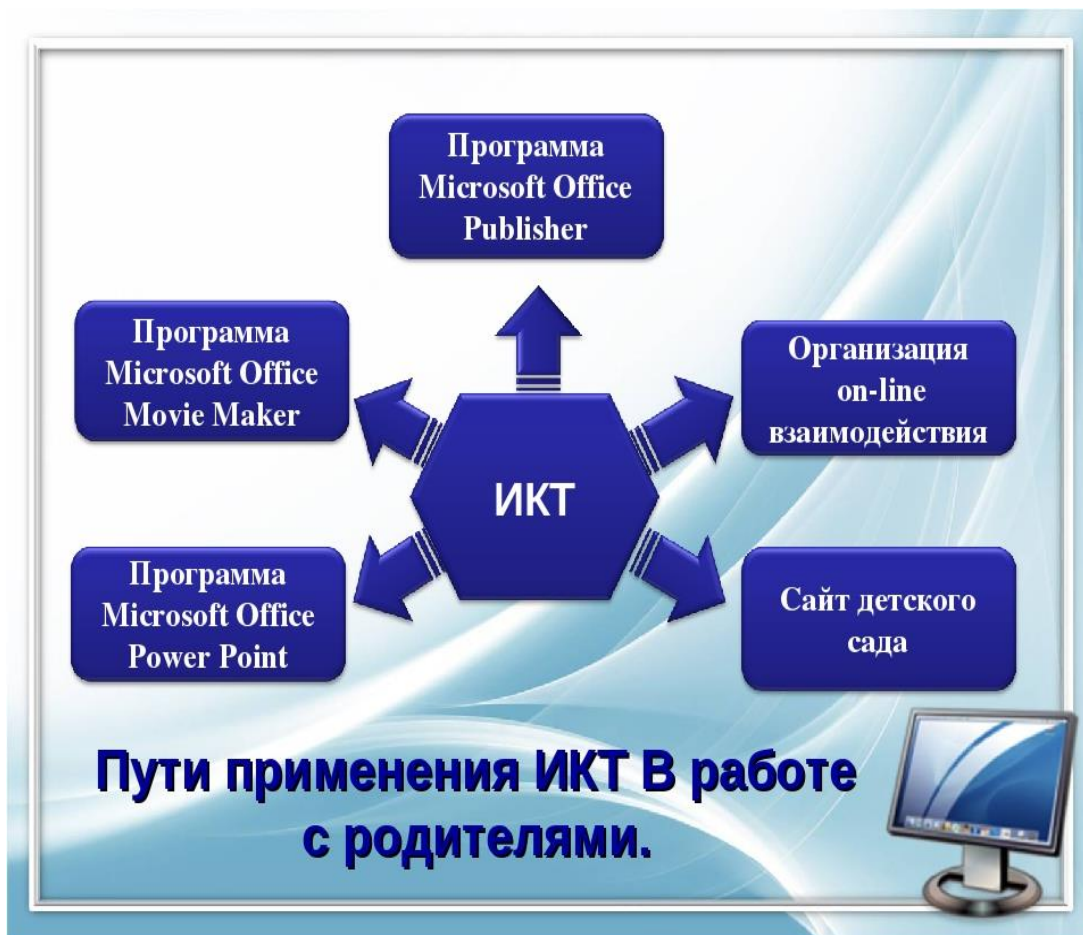 Программа
Microsoft Office
Publisher
Программа
Microsoft Office
Movie Maker
Организация
on-line
взаимодействия
ИКТ
Программа
Microsoft Office
Power Point
Сайт детского
сада
Пути применения ИКТ В работе
с родителями.